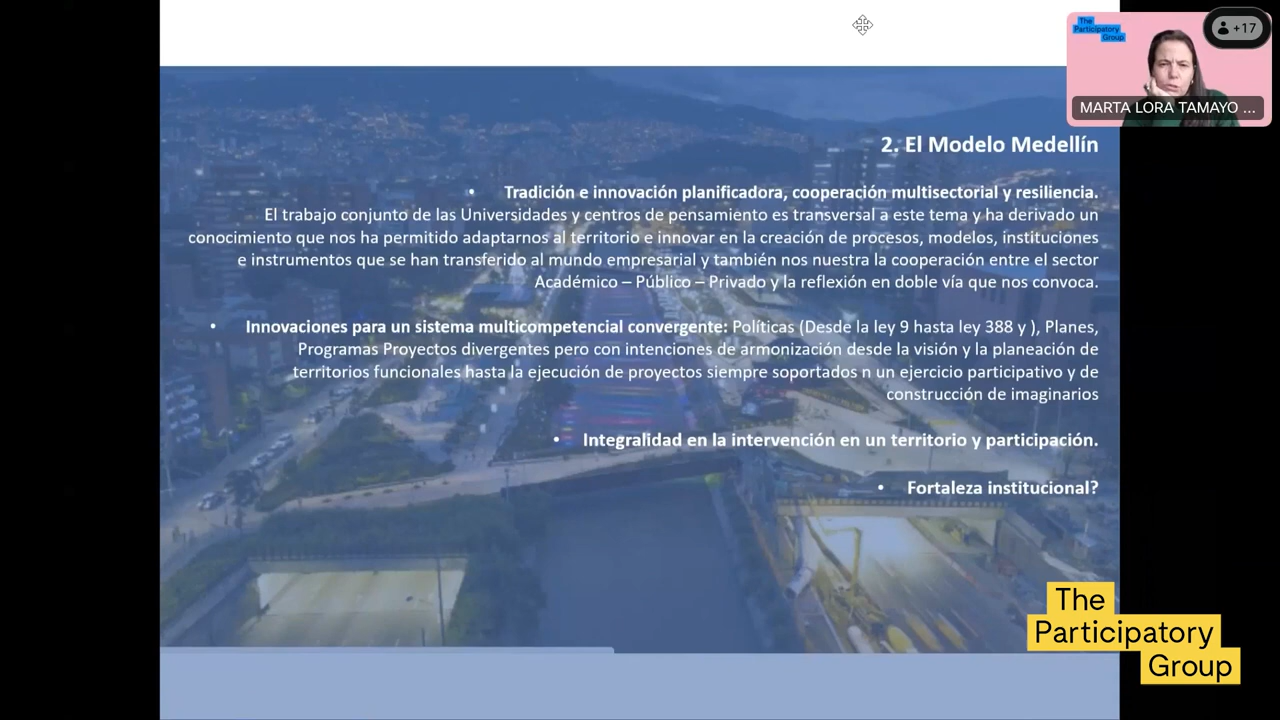 The
Participatory
Group
+17
MARTA LORA TAMAYO ...
2. El Modelo Medellín
• Tradición e innovación planificadora, cooperación multisectorial y resiliencia.
El trabajo conjunto de las Universidades y centros de pensamiento es transversal a este tema y ha derivado un
conocimiento que nos ha permitido adaptarnos al territorio e innovar en la creación de procesos, modelos, instituciones
e instrumentos que se han transferido al mundo empresarial y también nos nuestra la cooperación entre el sector
Académico – Público – Privado y la reflexión en doble vía que nos convoca.
• Innovaciones para un sistema multicompetencial convergente: Políticas (Desde la ley 9 hasta ley 388 y ), Planes,
Programas Proyectos divergentes pero con intenciones de armonización desde la visión y la planeación de
territorios funcionales hasta la ejecución de proyectos siempre soportados n un ejercicio participativo y de
construcción de imaginarios
• Integralidad en la intervención en un territorio y participación.
• Fortaleza institucional?
The
Participatory
Group